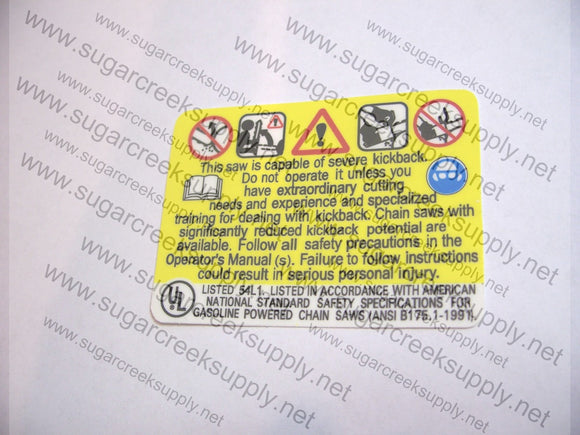 www.sugarcreeksupply.net
This saw is capable of severe kickback.
Do not operate it unless you
have extraordinary cutting
needs and experience and specialized
training for dealing with kickback. Chain saws with
significantly reduced kickback potential are
available. Follow all safety precautions in the
Operator's Manual (s). Failure to follow instructions
could result in serious personal injury.
UL
LISTED 54L1. LISTED IN ACCORDANCE WITH AMERICAN
NATIONAL STANDARD SAFETY SPECIFICATIONS FOR
GASOLINE POWERED CHAIN SAWS (ANSI B175.1-1991).